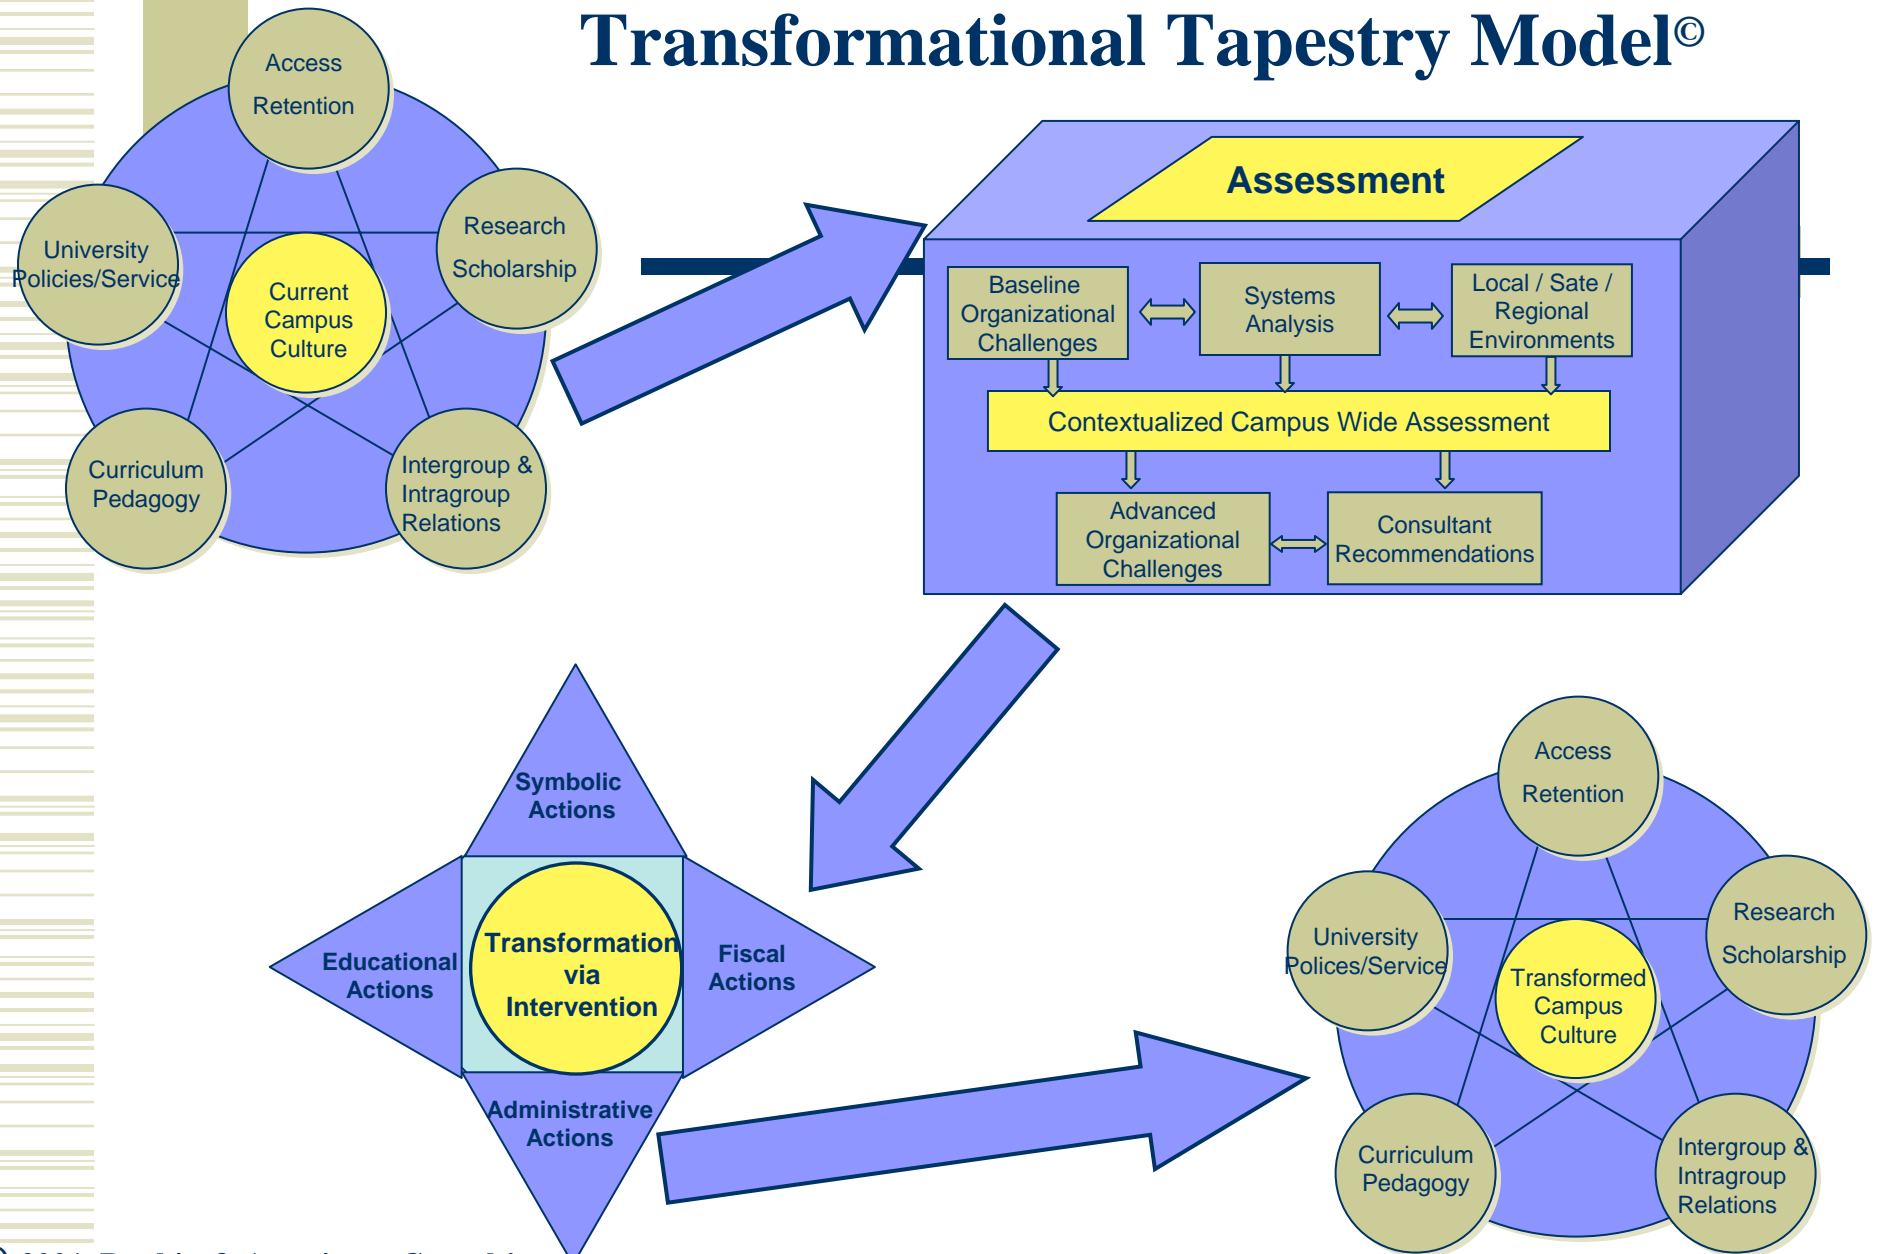 Transformational Tapestry Model©
Access
Retention
University
Policies/Service
Research
Scholarship
Current
Campus
Culture
Curriculum
Pedagogy
Intergroup &
Intragroup
Relations
Assessment
Baseline
Organizational
Challenges
Systems
Analysis
Local / Sate /
Regional
Environments
Contextualized Campus Wide Assessment
Advanced
Organizational
Challenges
Consultant
Recommendations
Symbolic
Actions
Educational
Actions
Transformation
via
Intervention
Fiscal
Actions
Administrative
Actions
Access
Retention
University
Polices/Service
Research
Scholarship
Transformed
Campus
Culture
Curriculum
Pedagogy
Intergroup &
Intragroup
Relations